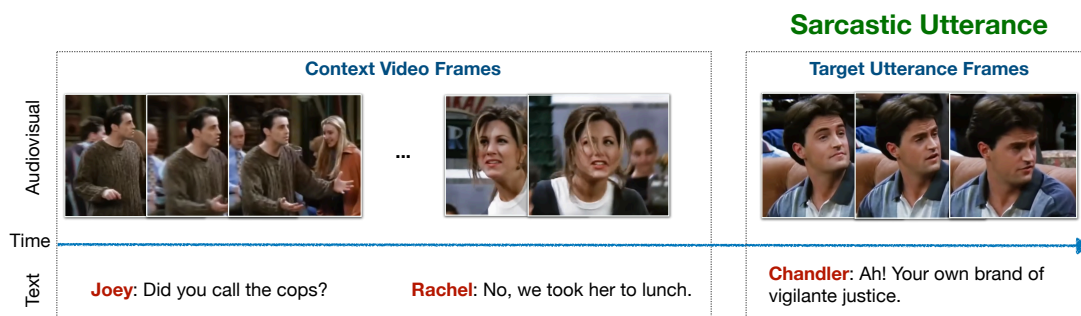 Sarcastic Utterance
Context Video Frames
Target Utterance Frames
Audiovisual
...
Time
Text
Joey: Did you call the cops?
Rachel: No, we took her to lunch.
Chandler: Ah! Your own brand of
vigilante justice.